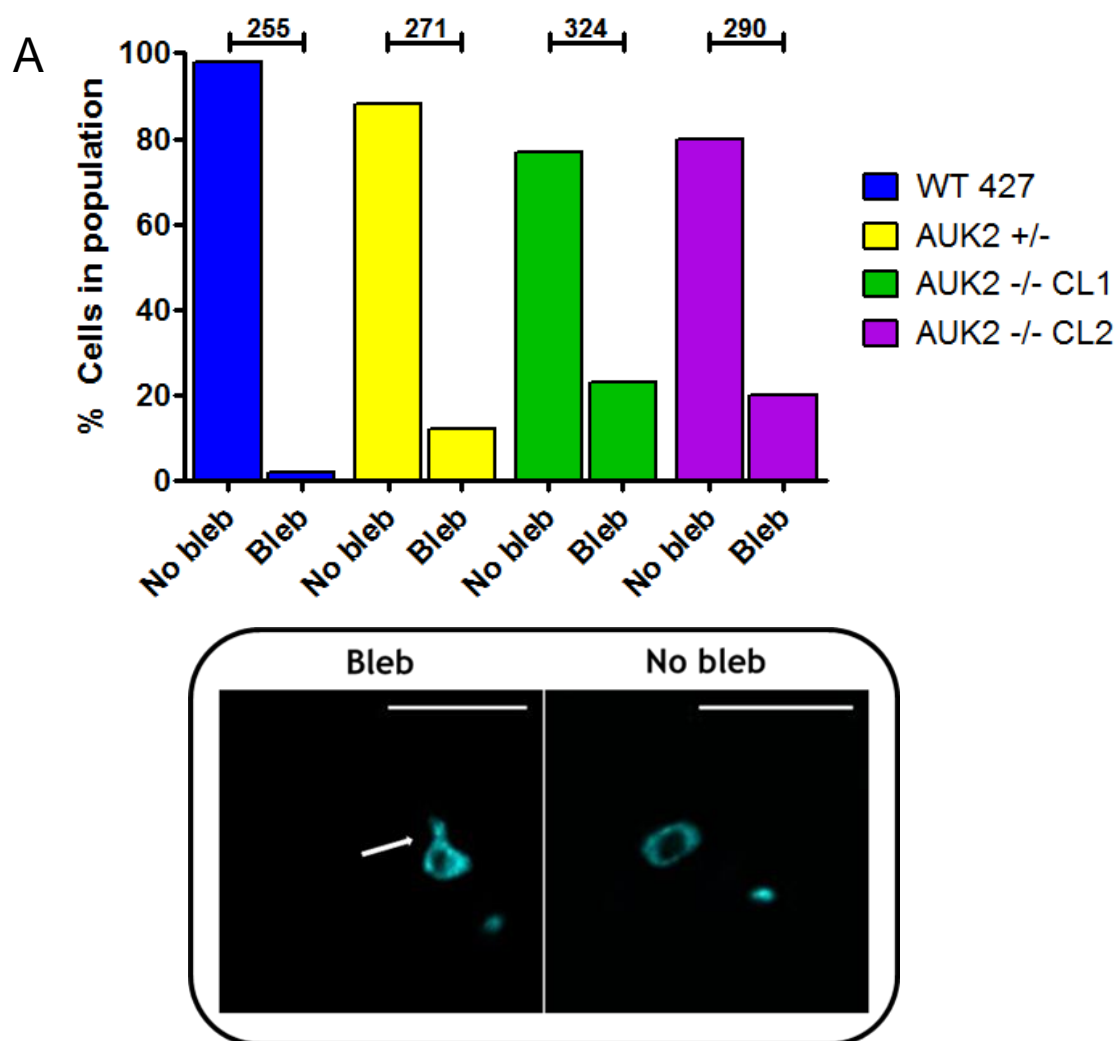 A
255 271 324 290
% Cells in population
100
80
60
40
20
0
No bleb Bleb No bleb Bleb No bleb Bleb No bleb Bleb
WT 427
AUK2 +/-
AUK2 -/- CL1
AUK2 -/- CL2
Bleb No bleb